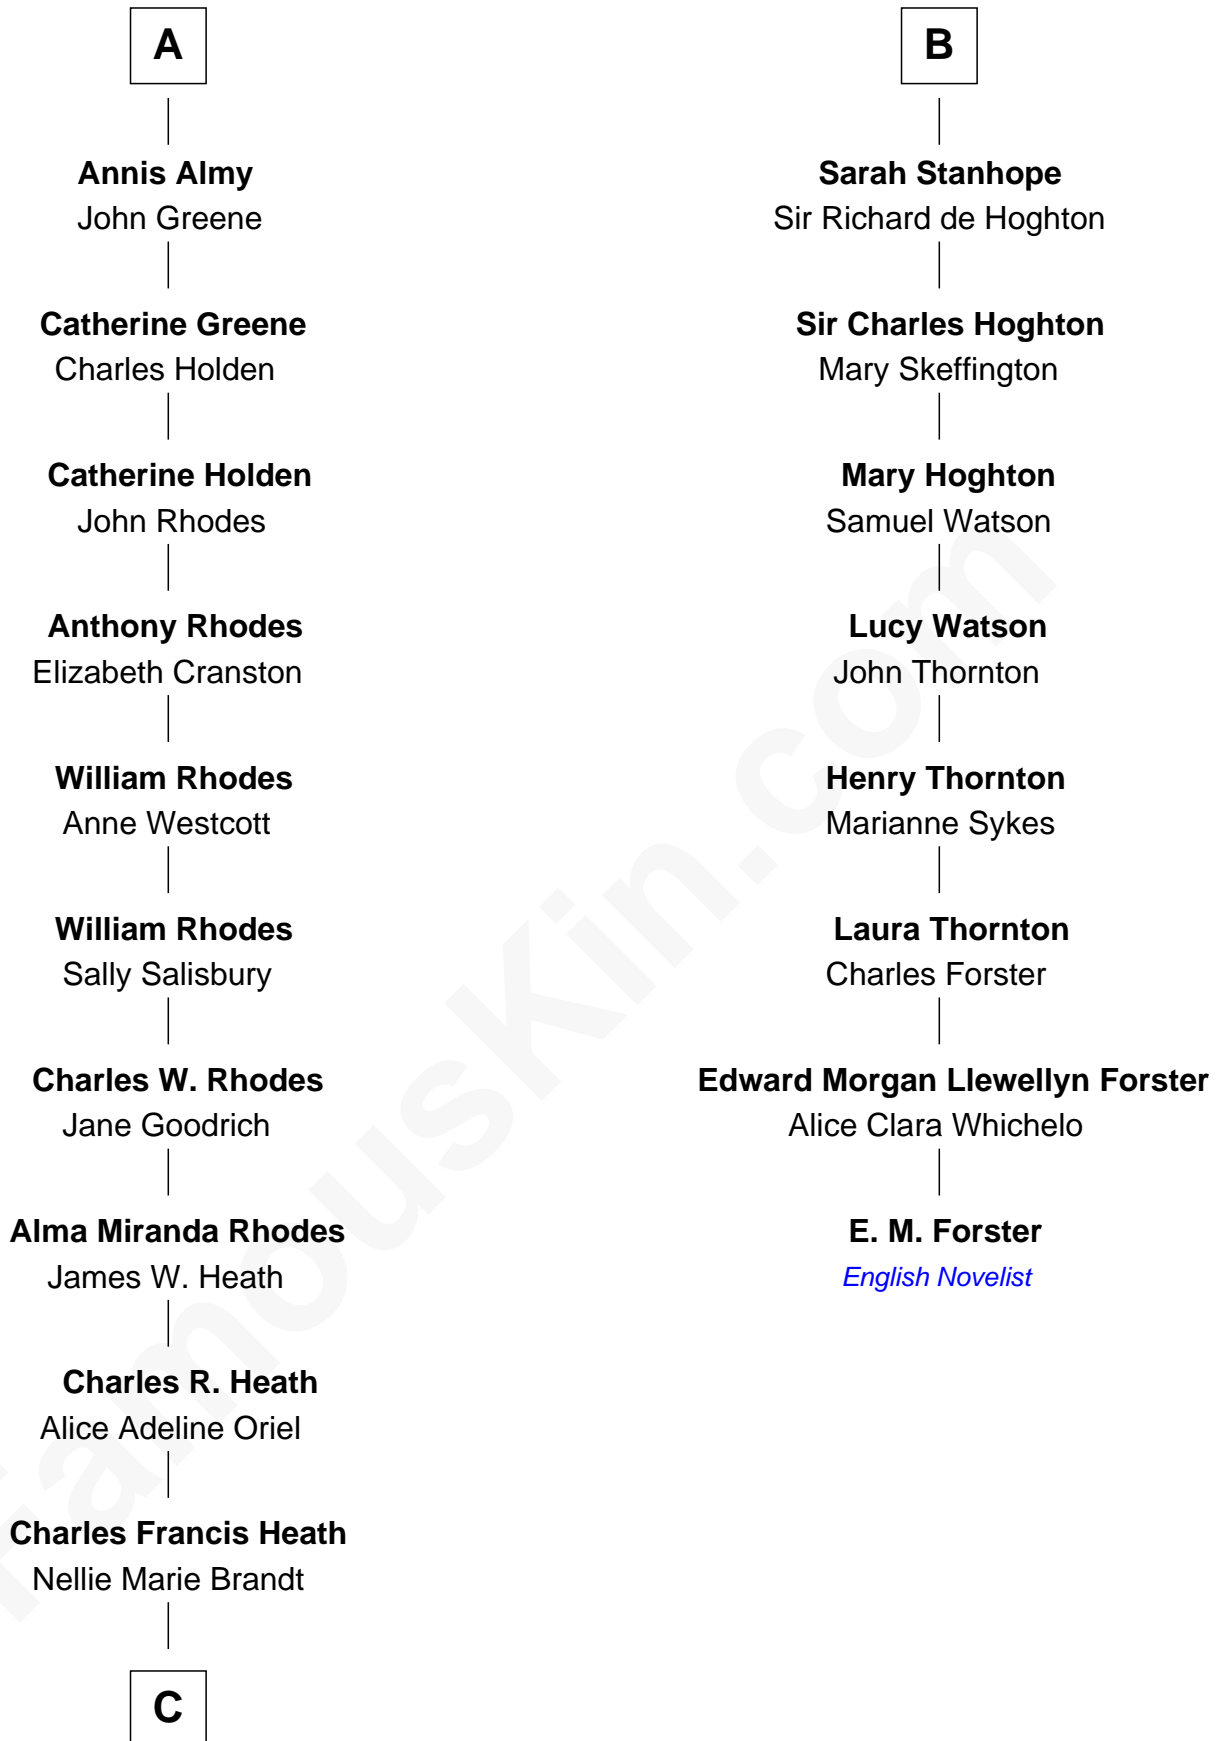 A
Annis Almy
John Greene
Catherine Greene
Charles Holden
Catherine Holden
John Rhodes
Anthony Rhodes
Elizabeth Cranston
William Rhodes
Anne Westcott
William Rhodes
Sally Salisbury
Charles W. Rhodes
Jane Goodrich
Alma Miranda Rhodes
James W. Heath
Charles R. Heath
Alice Adeline Oriel
Charles Francis Heath
Nellie Marie Brandt
C
B
Sarah Stanhope
Sir Richard de Hoghton
Sir Charles Hoghton
Mary Skeffington
Mary Hoghton
Samuel Watson
Lucy Watson
John Thornton
Henry Thornton
Marianne Sykes
Laura Thornton
Charles Forster
Edward Morgan Llewellyn Forster
Alice Clara Whichelo
E. M. Forster
English Novelist
FamousKin.com